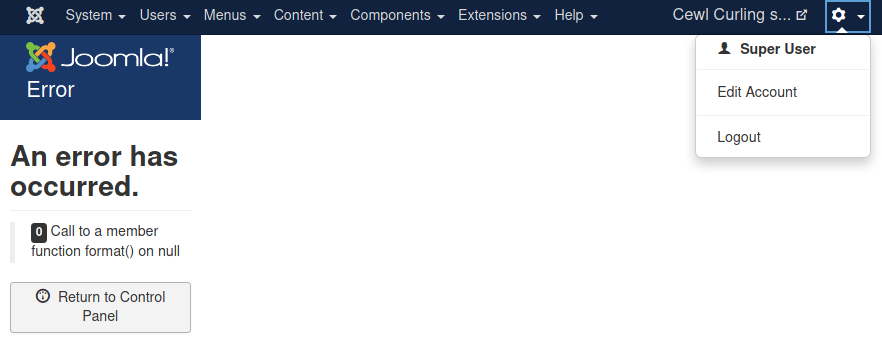 System Users Menus Content Components Extensions Help Cewl Curling s...
Joomla!®
Error
Super User
Edit Account
Logout
An error has
occurred.
0 Call to a member
function format() on null
Return to Control
Panel